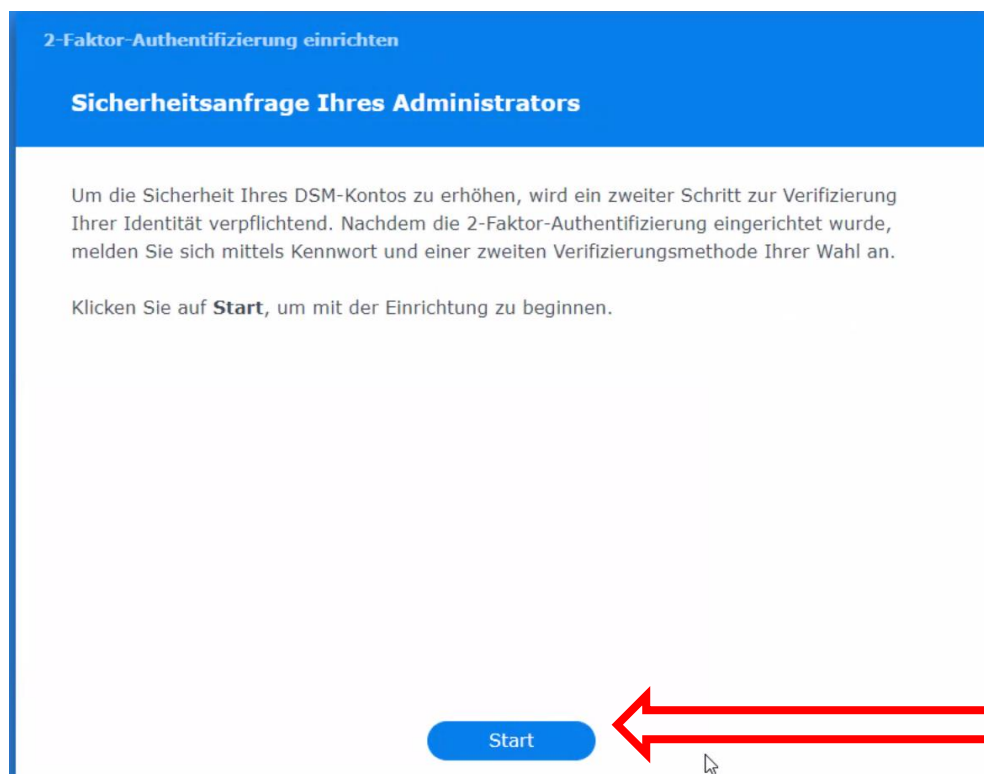 2-Faktor-Authentifizierung einrichten
Sicherheitsanfrage Ihres Administrators
Um die Sicherheit Ihres DSM-Kontos zu erhöhen, wird ein zweiter Schritt zur Verifizierung
Ihrer Identität verpflichtend. Nachdem die 2-Faktor-Authentifizierung eingerichtet wurde,
melden Sie sich mittels Kennwort und einer zweiten Verifizierungsmethode Ihrer Wahl an.
Klicken Sie auf Start, um mit der Einrichtung zu beginnen.
Start